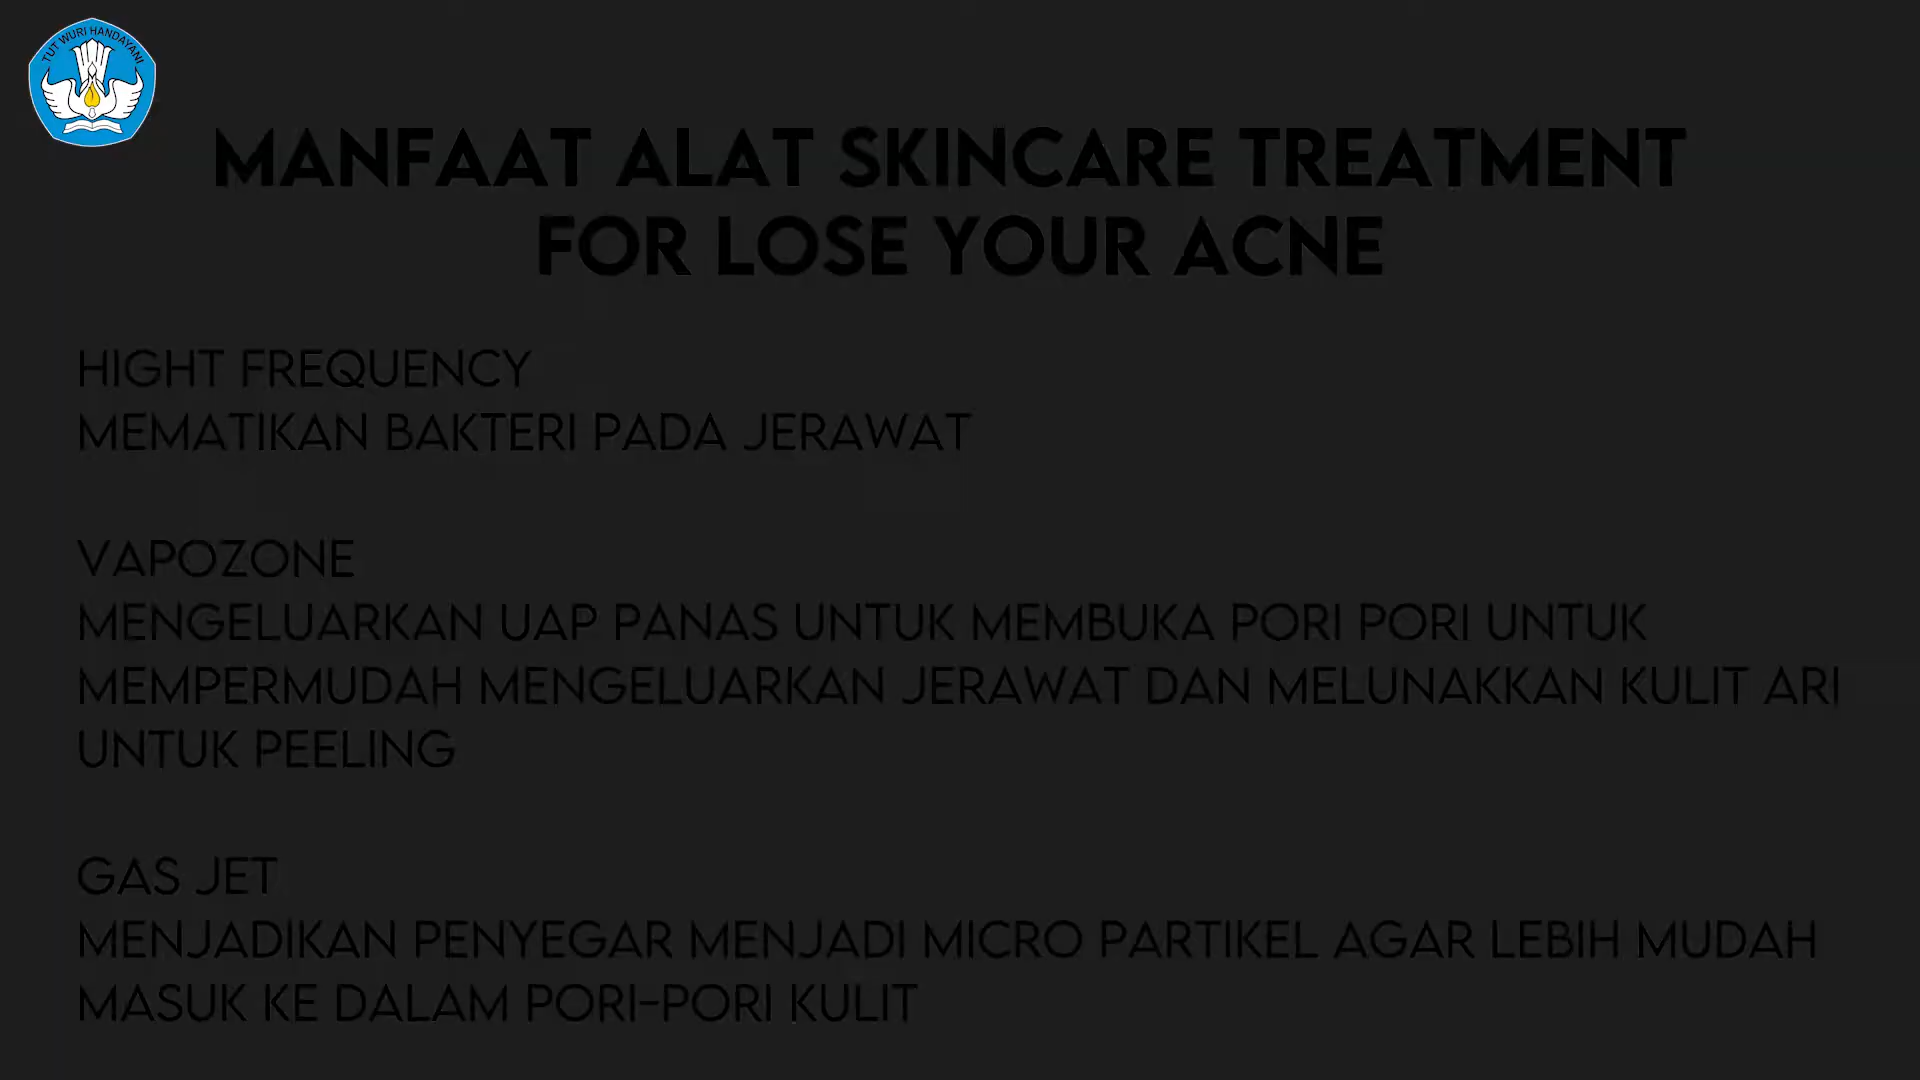 TUT WURI HANDAYANI
MANFAAT ALAT SKINCARE TREATMENT
FOR LOSE YOUR ACNE
HIGHT FREQUENCY
MEMATIKAN BAKTERI PADA JERAWAT
VAPOZONE
MENGELUARKAN UAP PANAS UNTUK MEMBUKA PORI PORI UNTUK
MEMPERMUDAH MENGELUARKAN JERAWAT DAN MELUNAKKAN KULIT ARI
UNTUK PEELING
GAS JET
MENJADIKAN PENYEGAR MENJADI MICRO PARTIKEL AGAR LEBIH MUDAH
MASUK KE DALAM PORI-PORI KULIT